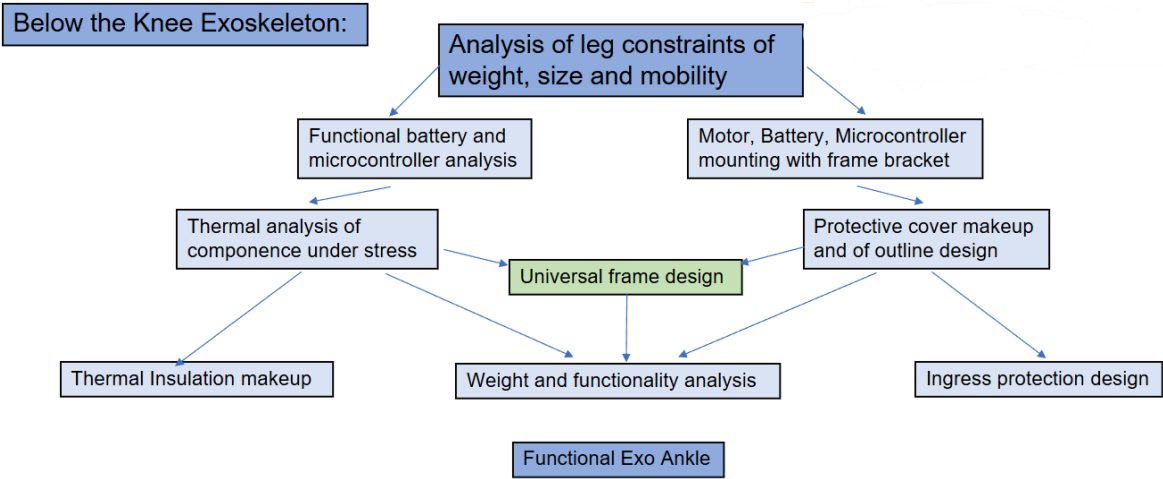 Below the Knee Exoskeleton:
Analysis of leg constraints of
weight, size and mobility
Functional battery and
microcontroller analysis
Motor, Battery, Microcontroller
mounting with frame bracket
Thermal analysis of
componence under stress
Protective cover makeup
and of outline design
Universal frame design
Thermal Insulation makeup
Weight and functionality analysis
Ingress protection design
Functional Exo Ankle